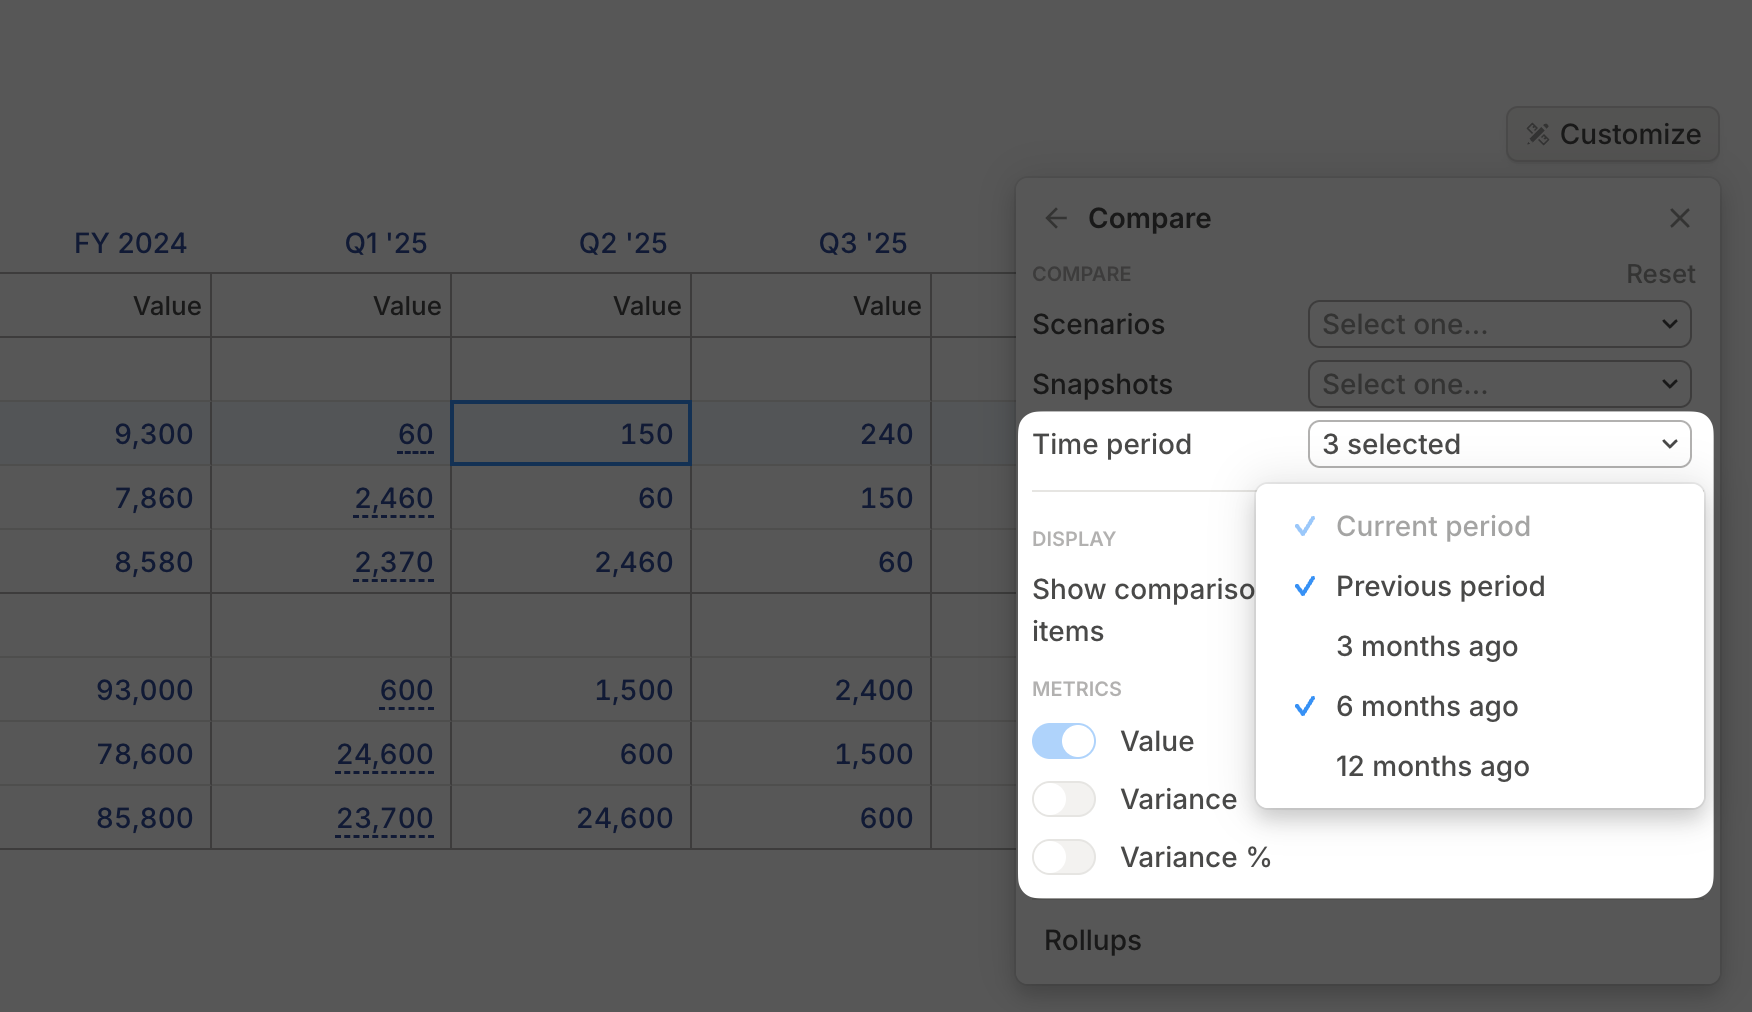 Customize
Compare
COMPARE Reset
Scenarios Select one...
Snapshots Select one...
Time period 3 selected
Current period
Previous period
3 months ago
6 months ago
12 months ago
DISPLAY
Show compariso
items
METRICS
Value
Variance
Variance %
Rollups
FY 2024 Q1 '25 Q2 '25 Q3 '25
Value Value Value Value
9,300 60 150 240
7,860 2,460 60 150
8,580 2,370 2,460 60
93,000 600 1,500 2,400
78,600 24,600 600 1,500
85,800 23,700 24,600 600